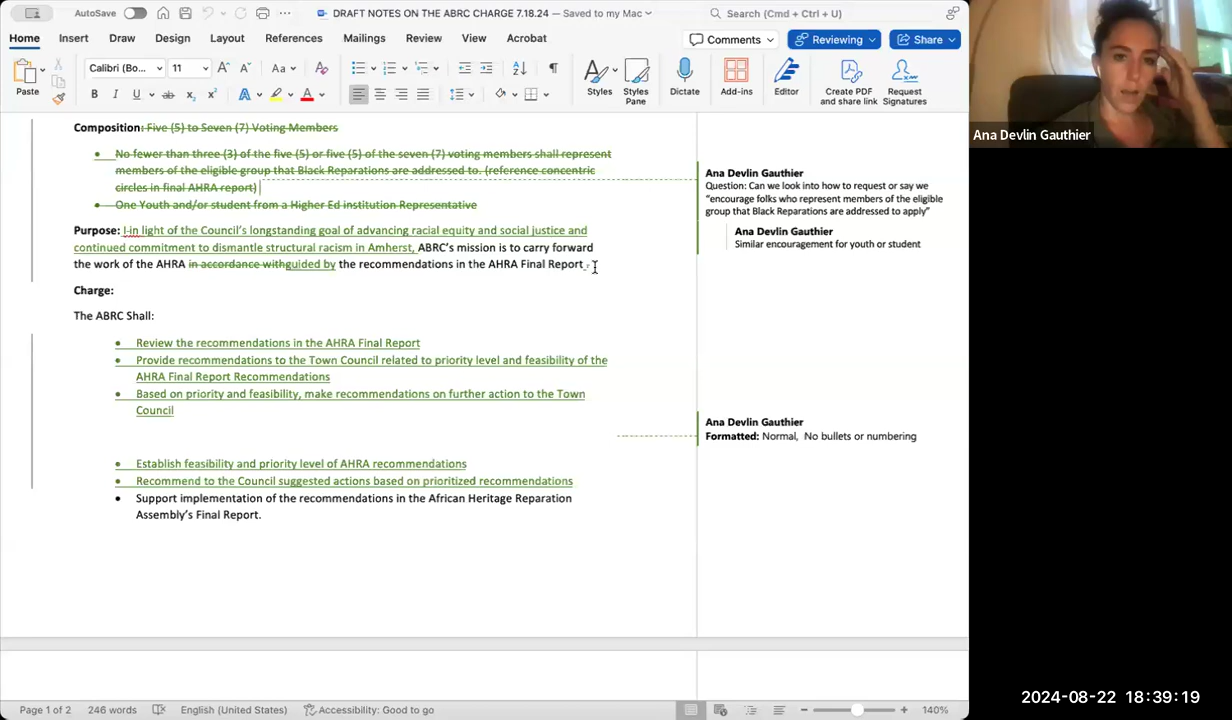 AutoSave
DRAFT NOTES ON THE ABRC CHARGE 7.18.24 — Saved to my Mac
Search (Cmd + Ctrl + U)
Home Insert Draw Design Layout References Mailings Review View Acrobat
Comments Reviewing Share
Paste
Calibri (Bo... 11
Styles
Styles Pane
Dictate
Add-ins
Editor
Create PDF and share link
Request Signatures
Composition: Five (5) to Seven (7) Voting Members
• No fewer than three (3) of the five (5) or five (5) of the seven (7) voting members shall represent
members of the eligible group that Black Reparations are addressed to. (reference concentric
circles in final AHRA report)
• One Youth and/or student from a Higher Ed institution Representative
Purpose: I-in light of the Council's longstanding goal of advancing racial equity and social justice and
continued commitment to dismantle structural racism in Amherst, ABRC's mission is to carry forward
the work of the AHRA in accordance withguided by the recommendations in the AHRA Final Report.
Charge:
The ABRC Shall:
• Review the recommendations in the AHRA Final Report
• Provide recommendations to the Town Council related to priority level and feasibility of the
AHRA Final Report Recommendations
• Based on priority and feasibility, make recommendations on further action to the Town
Council
• Establish feasibility and priority level of AHRA recommendations
• Recommend to the Council suggested actions based on prioritized recommendations
• Support implementation of the recommendations in the African Heritage Reparation
Assembly's Final Report.
Ana Devlin Gauthier
Question: Can we look into how to request or say we
"encourage folks who represent members of the eligible
group that Black Reparations are addressed to apply"
Ana Devlin Gauthier
Similar encouragement for youth or student
Ana Devlin Gauthier
Formatted: Normal, No bullets or numbering
Page 1 of 2 246 words English (United States) Accessibility: Good to go 140%
Ana Devlin Gauthier
2024-08-22 18:39:19